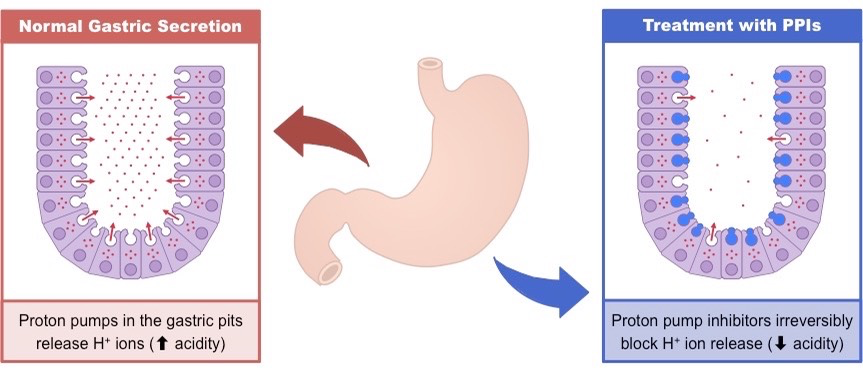 Normal Gastric Secretion
Proton pumps in the gastric pits
release H⁺ ions (⬆ acidity)
Treatment with PPIs
Proton pump inhibitors irreversibly
block H⁺ ion release (⬇ acidity)